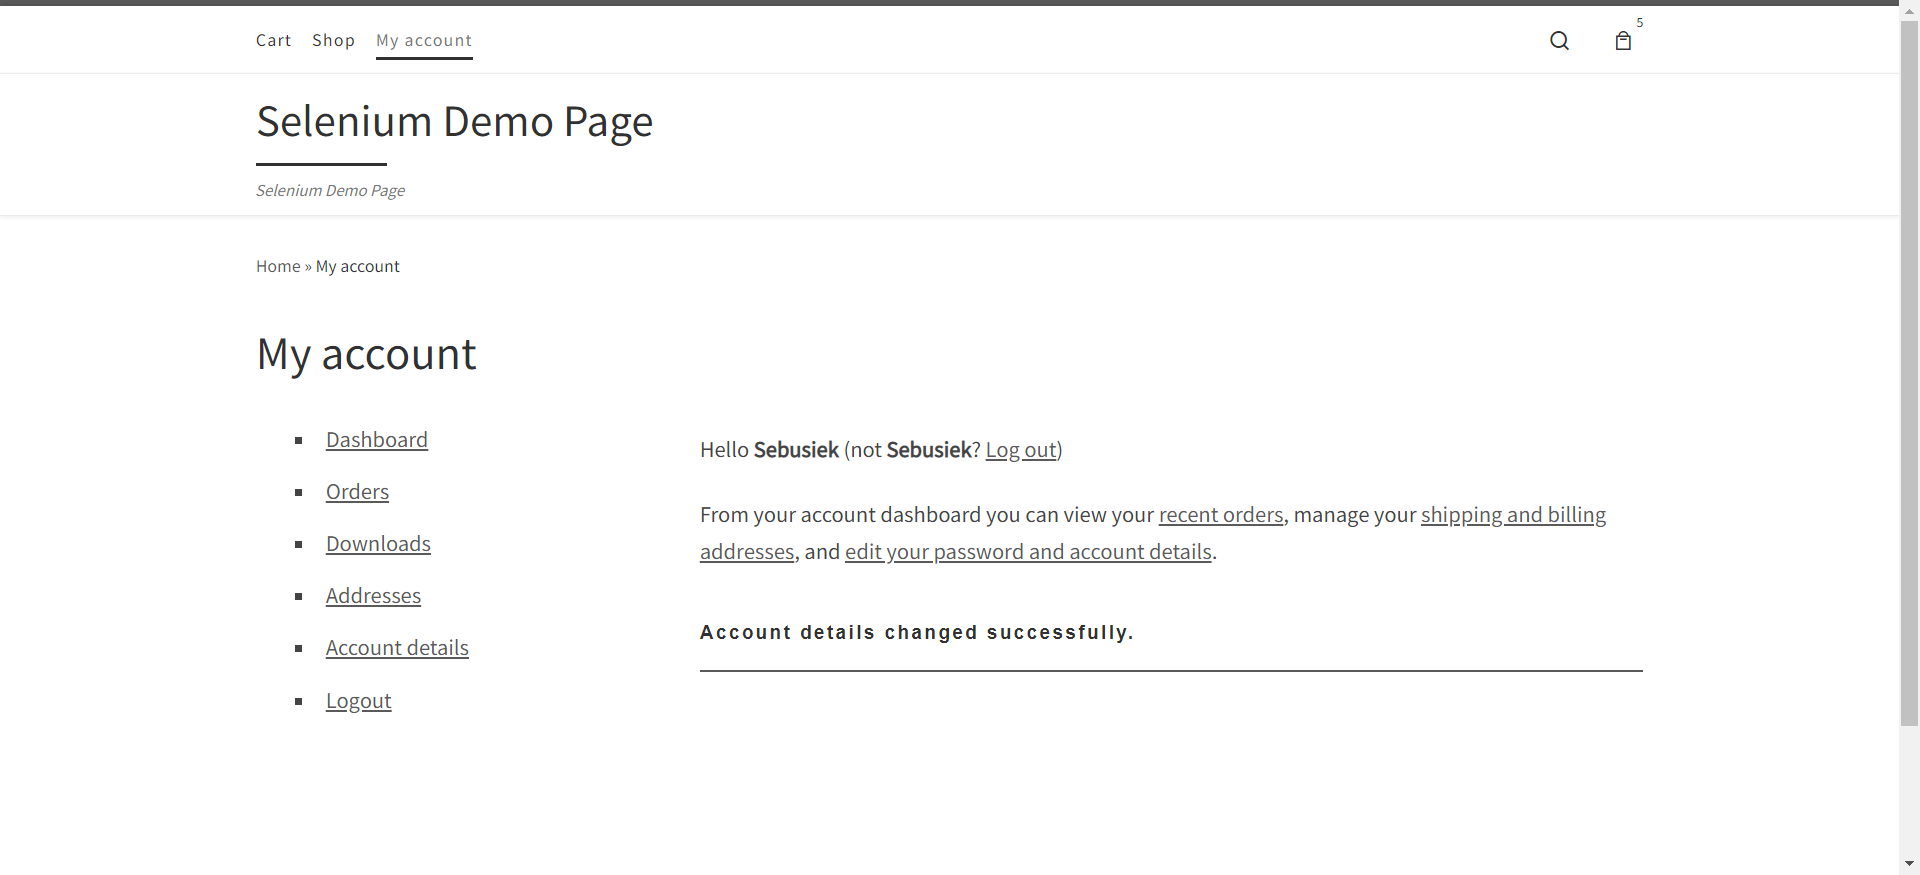 Cart Shop My account
5
Selenium Demo Page
Selenium Demo Page
Home » My account
My account
Dashboard
Orders
Downloads
Addresses
Account details
Logout
Hello Sebusiek (not Sebusiek? Log out)
From your account dashboard you can view your recent orders, manage your shipping and billing
addresses, and edit your password and account details.
Account details changed successfully.